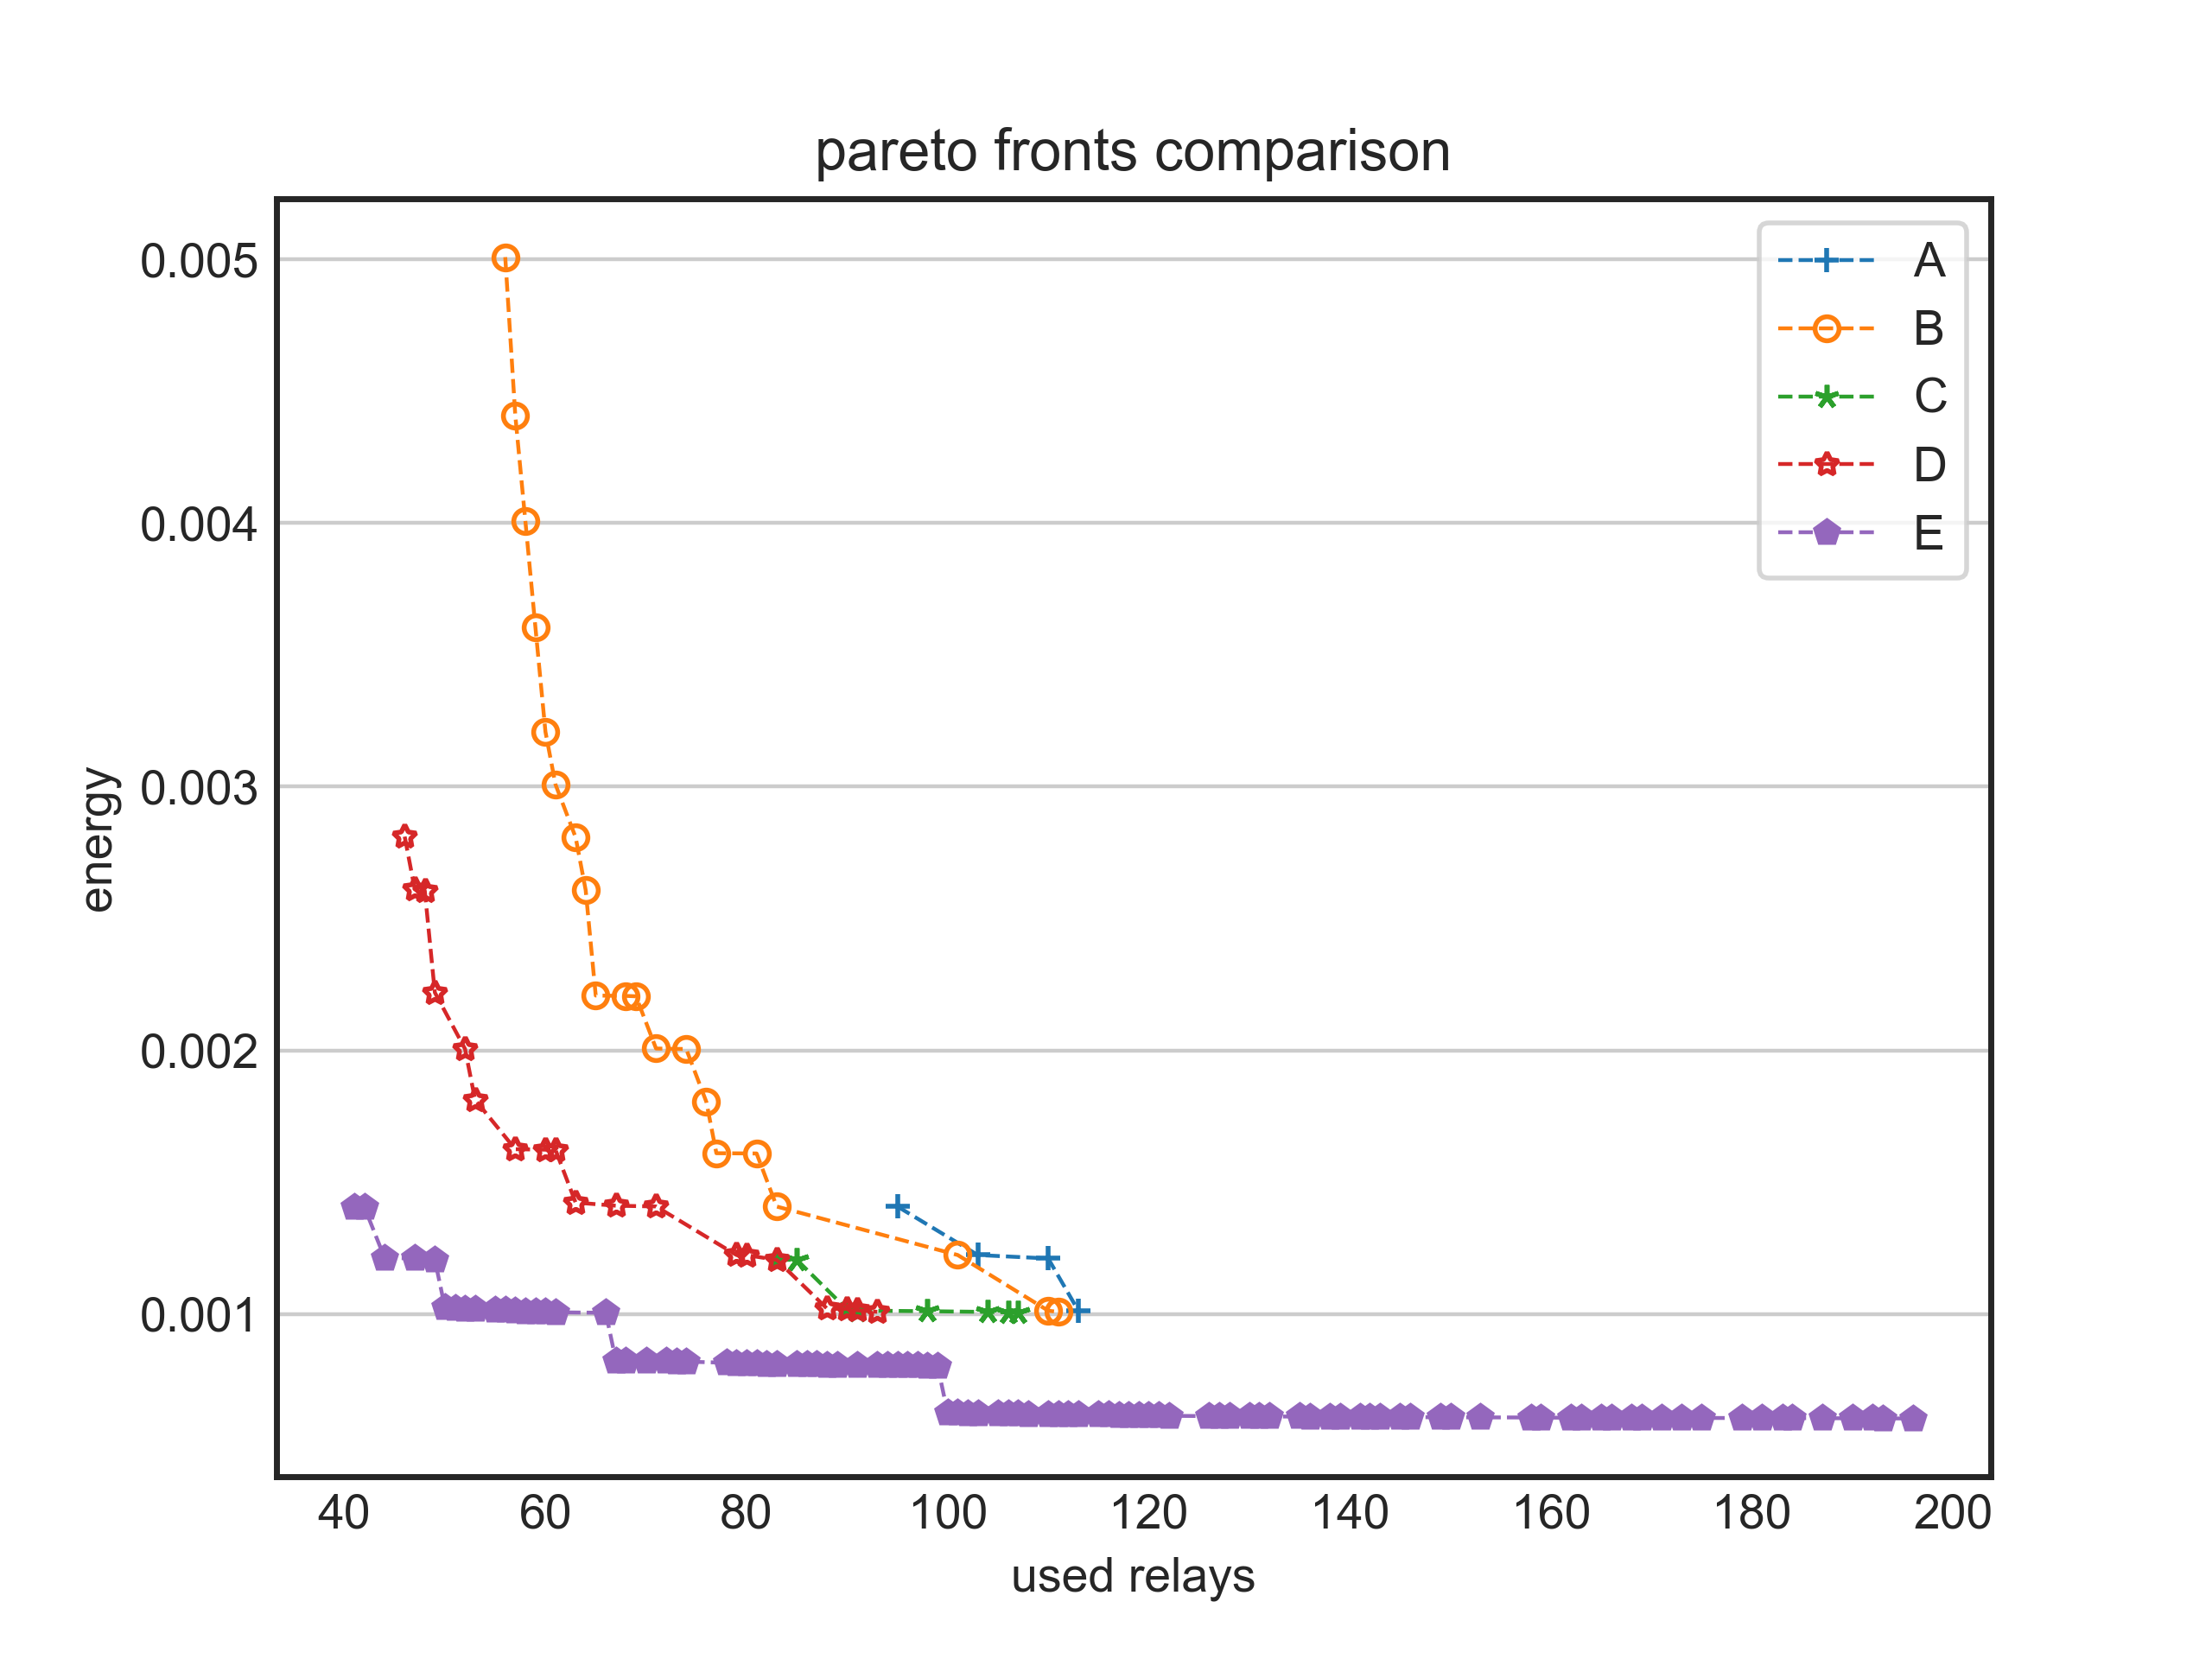 pareto fronts comparison
0.005
0.004
0.003
0.002
0.001
energy
A
B
C
D
E
40 60 80 100 120 140 160 180 200
used relays